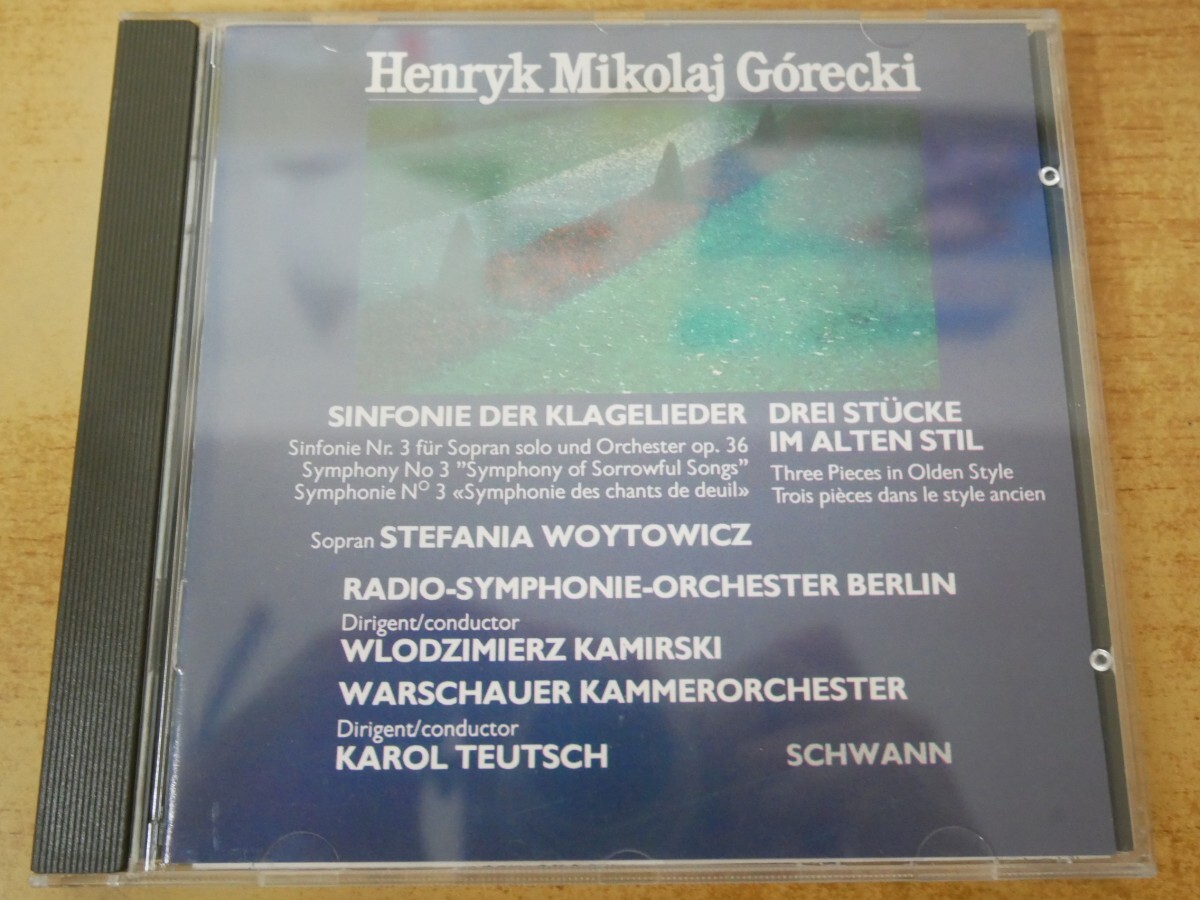 Henryk Mikolaj Górecki
SINFONIE DER KLAGELIEDER
Sinfonie Nr. 3 für Sopran solo und Orchester op. 36
Symphony No 3 "Symphony of Sorrowful Songs"
Symphonie N° 3 «Symphonie des chants de deuil»
DREI STÜCKE
IM ALTEN STIL
Three Pieces in Olden Style
Trois pièces dans le style ancien
Sopran STEFANIA WOYTOWICZ
RADIO-SYMPHONIE-ORCHESTER BERLIN
Dirigent/conductor
WLODZIMIERZ KAMIRSKI
WARSCHAUER KAMMERORCHESTER
Dirigent/conductor
KAROL TEUTSCH
SCHWANN